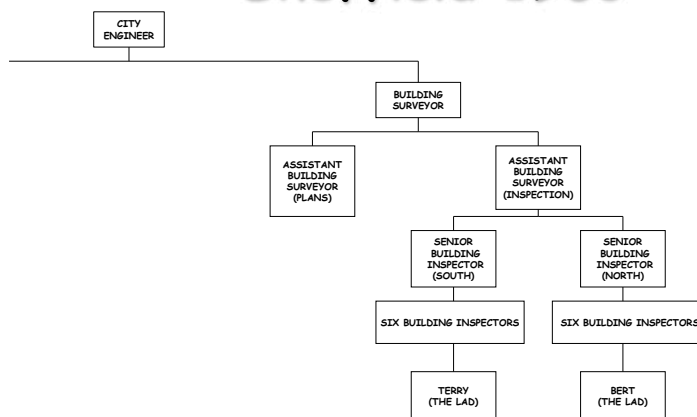 CITY
ENGINEER
BUILDING
SURVEYOR
ASSISTANT
BUILDING
SURVEYOR
(PLANS)
ASSISTANT
BUILDING
SURVEYOR
(INSPECTION)
SENIOR
BUILDING
INSPECTOR
(SOUTH)
SENIOR
BUILDING
INSPECTOR
(NORTH)
SIX BUILDING INSPECTORS
SIX BUILDING INSPECTORS
TERRY
(THE LAD)
BERT
(THE LAD)